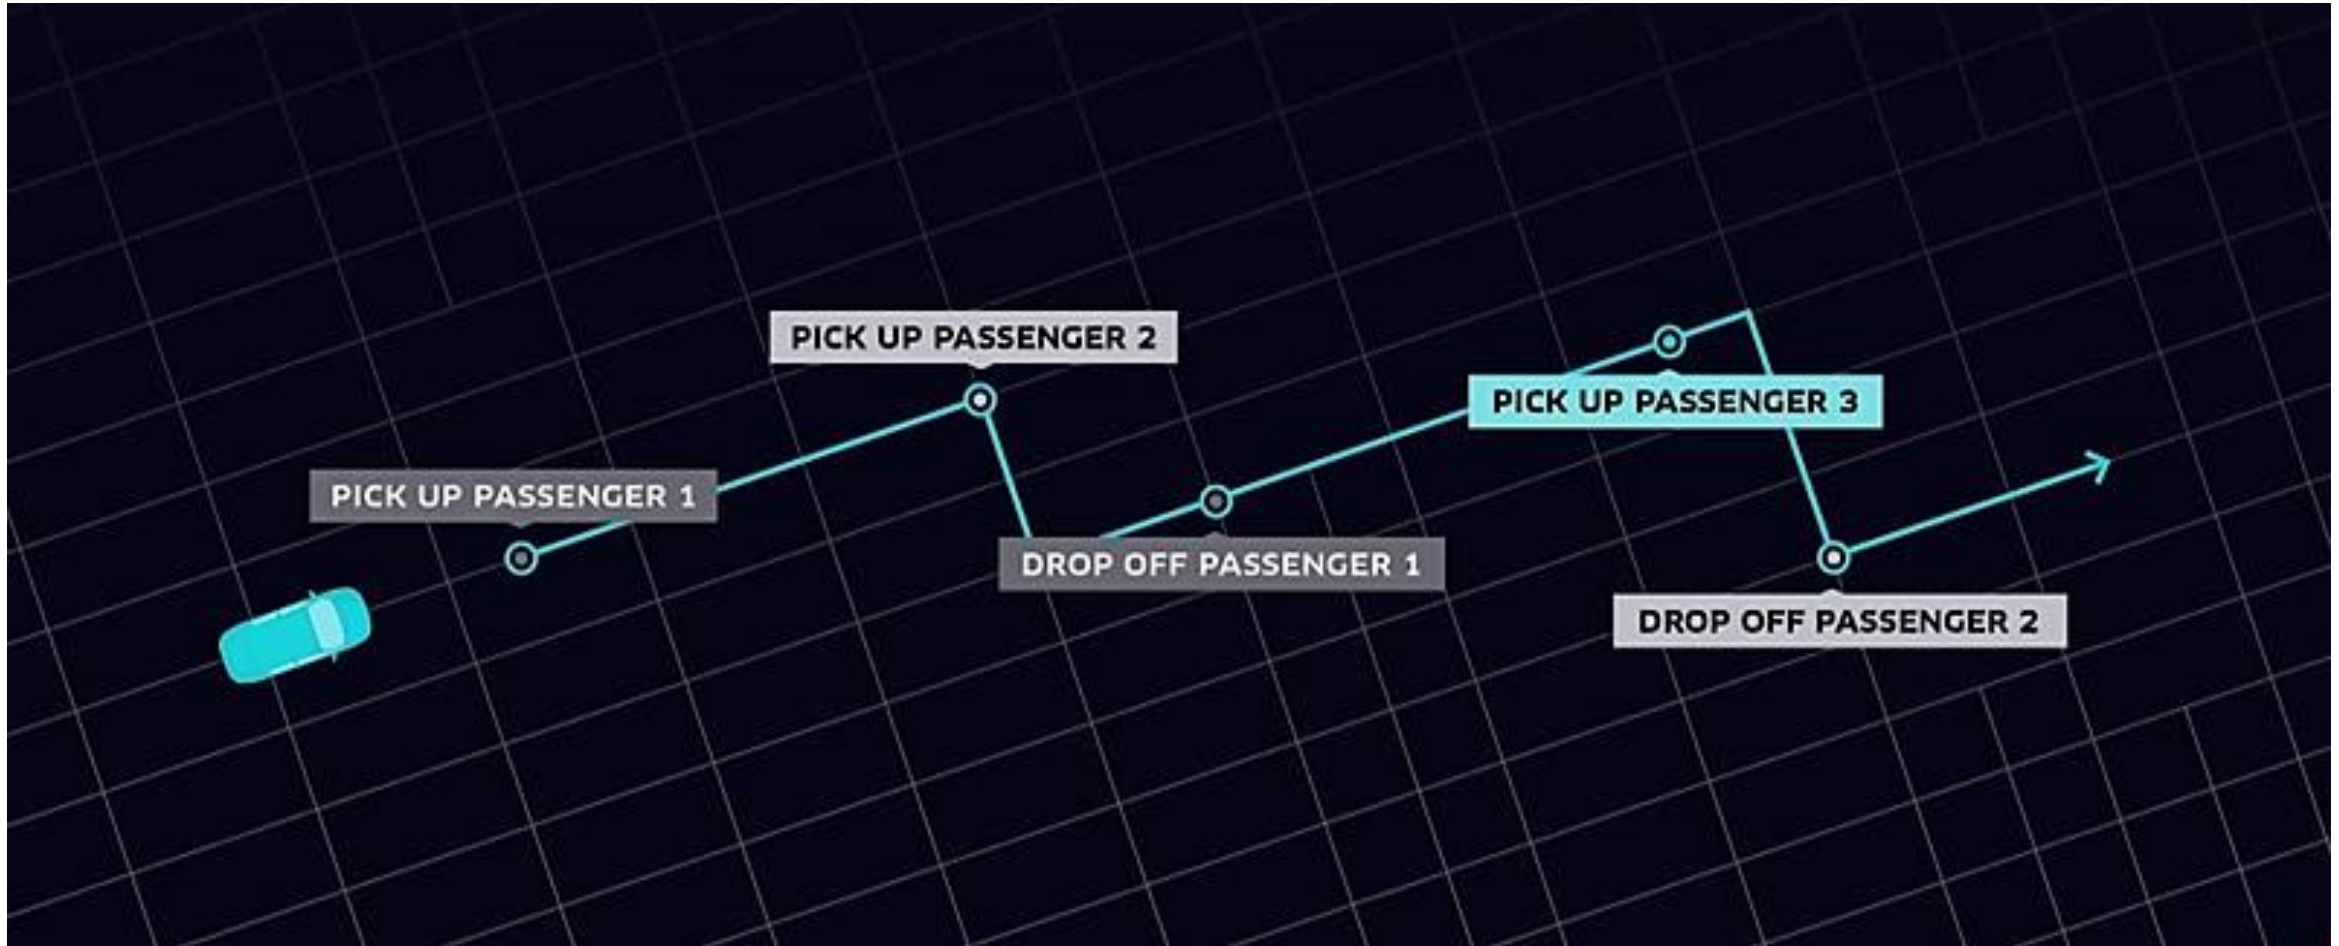 PICK UP PASSENGER 2
PICK UP PASSENGER 3
PICK UP PASSENGER 1
DROP OFF PASSENGER 1
DROP OFF PASSENGER 2